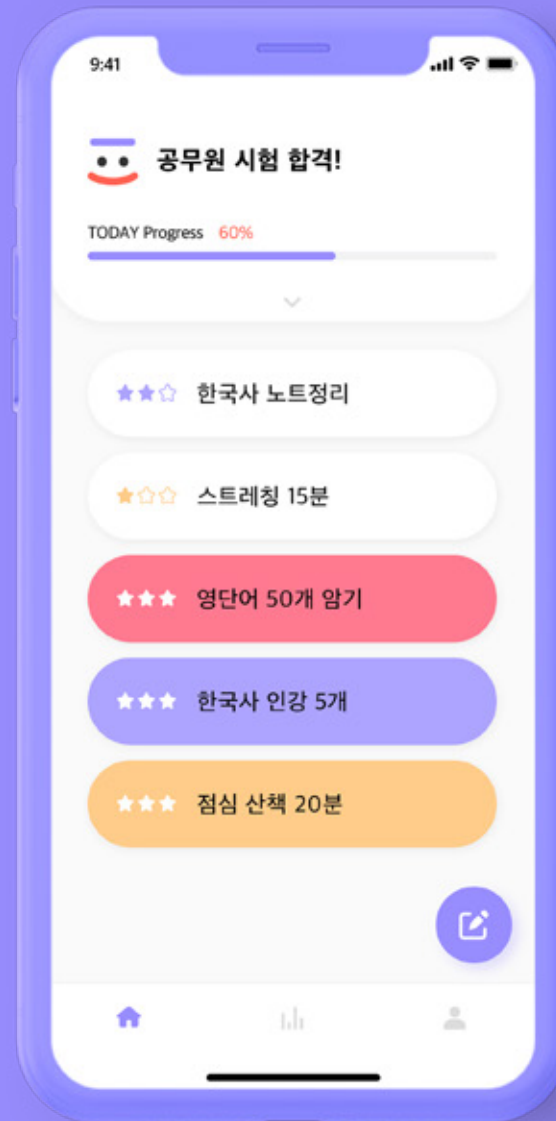 9:41
공무원 시험 합격!
TODAY Progress 60%
한국사 노트정리
스트레칭 15분
영단어 50개 암기
한국사 인강 5개
점심 산책 20분